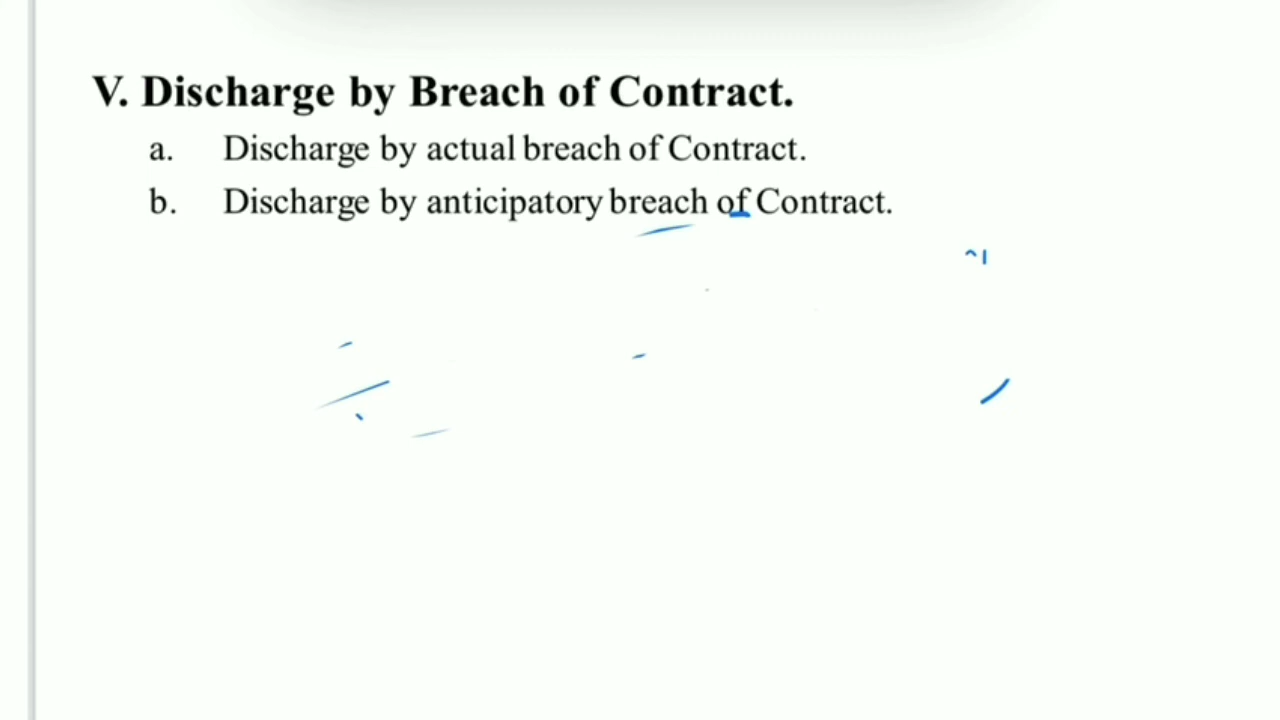 V. Discharge by Breach of Contract.
a. Discharge by actual breach of Contract.
b. Discharge by anticipatory breach of Contract.